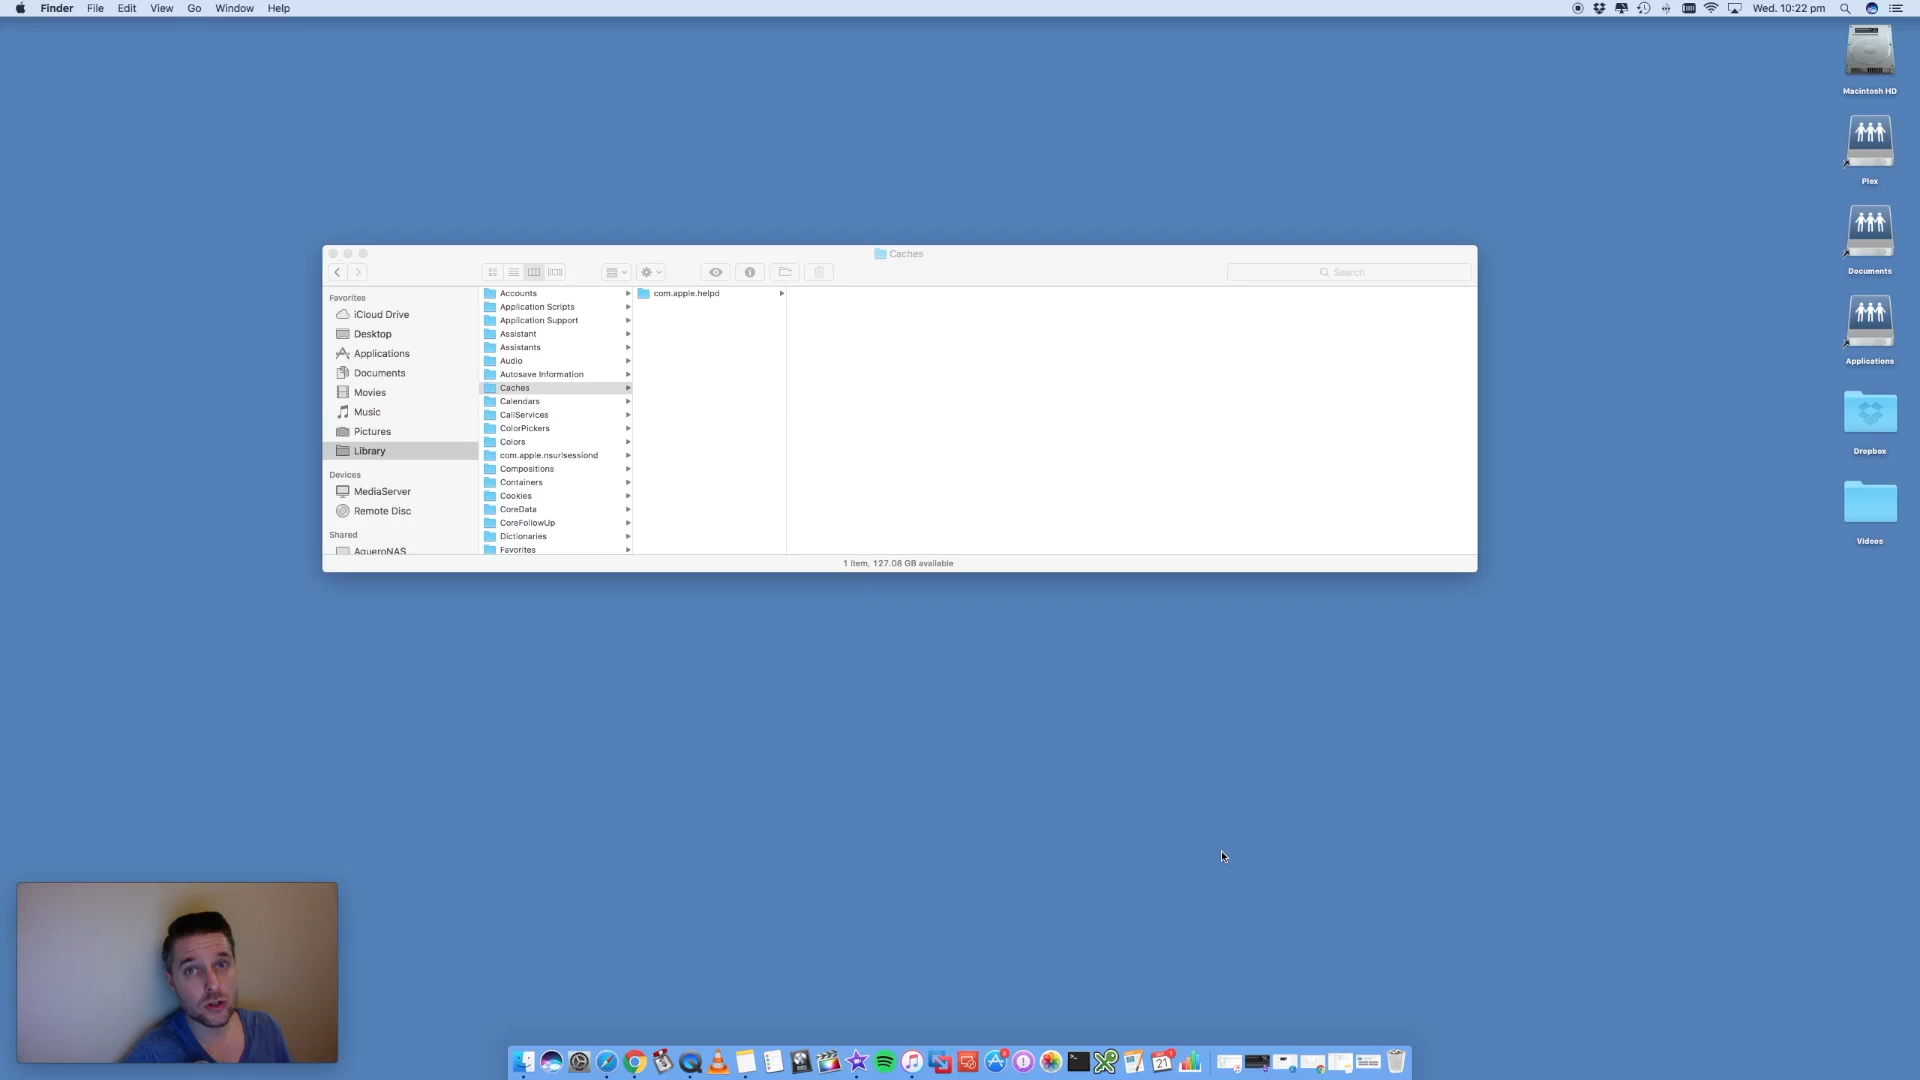 Finder File Edit View Go Window Help
Wed. 10:22 pm
Macintosh HD
Plex
Documents
Applications
Dropbox
Videos
Caches
Search
Favorites
iCloud Drive
Desktop
Applications
Documents
Movies
Music
Pictures
Library
Devices
MediaServer
Remote Disc
Shared
AgueroNAS
Accounts
Application Scripts
Application Support
Assistant
Assistants
Audio
Autosave Information
Caches
Calendars
CallServices
ColorPickers
Colors
com.apple.nsurlsessiond
Compositions
Containers
Cookies
CoreData
CoreFollowUp
Dictionaries
Favorites
com.apple.helpd
1 item, 127.08 GB available
21